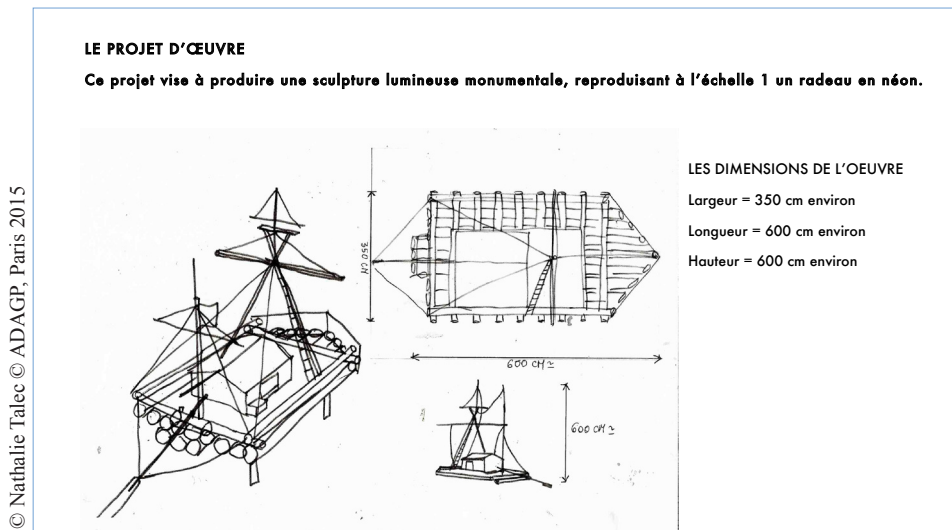 LE PROJET D'ŒUVRE
Ce projet vise à produire une sculpture lumineuse monumentale, reproduisant à l'échelle 1 un radeau en néon.
LES DIMENSIONS DE L'OEUVRE
Largeur = 350 cm environ
Longueur = 600 cm environ
Hauteur = 600 cm environ
350 CM
600 CM ≃
600 CM ≃
© Nathalie Talec © ADAGP, Paris 2015